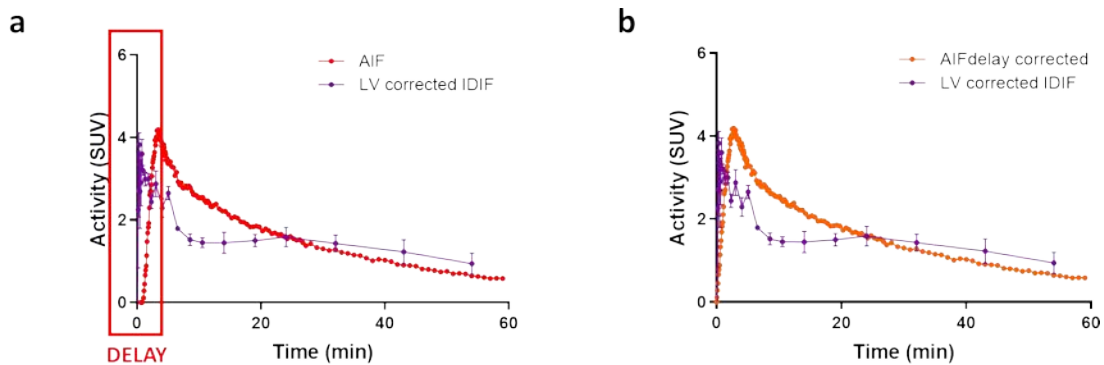 a
6
4
2
0
Activity (SUV)
AIF
LV corrected IDIF
0
20
40
60
DELAY
Time (min)
b
6
4
2
0
Activity (SUV)
AIFdelay corrected
LV corrected IDIF
0
20
40
60
Time (min)